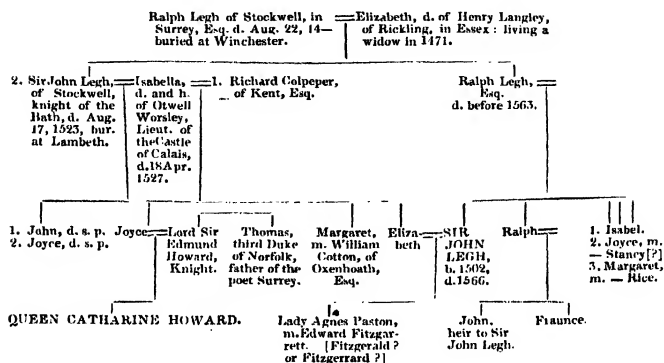 Ralph Legh of Stockwell, in
Surrey, Esq. d. Aug. 22, 14—
buried at Winchester.
Elizabeth, d. of Henry Langley,
of Rickling, in Essex : living a
widow in 1471.
2. Sir John Legh,
of Stockwell,
knight of the
Bath, d. Aug.
17, 1523, bur.
at Lambeth.
Isabella,
d. and h.
of Otwell
Worsley,
Lieut. of
the Castle
of Calais,
d. 18 Apr.
1527.
1. Richard Colpeper,
of Kent, Esq.
Ralph Legh,
Esq.
d. before 1563.
1. John, d. s. p.
2. Joyce, d. s. p.
Joyce
Lord Sir
Edmund
Howard,
Knight.
Thomas,
third Duke
of Norfolk,
father of the
poet Surrey.
Margaret,
m. William
Cotton, of
Oxenhoath,
Esq.
Eliza-
beth
SIR
JOHN
LEGH,
b. 1502,
d. 1566.
Ralph
1. Isabel.
2. Joyce, m.
— Stancy[?]
3. Margaret,
m. — Rice.
QUEEN CATHARINE HOWARD.
Lady Agnes Paston,
m. Edward Fitzgar-
rett. [Fitzgerald ?
or Fitzgerrard ?]
John,
heir to Sir
John Legh.
Fraunce.